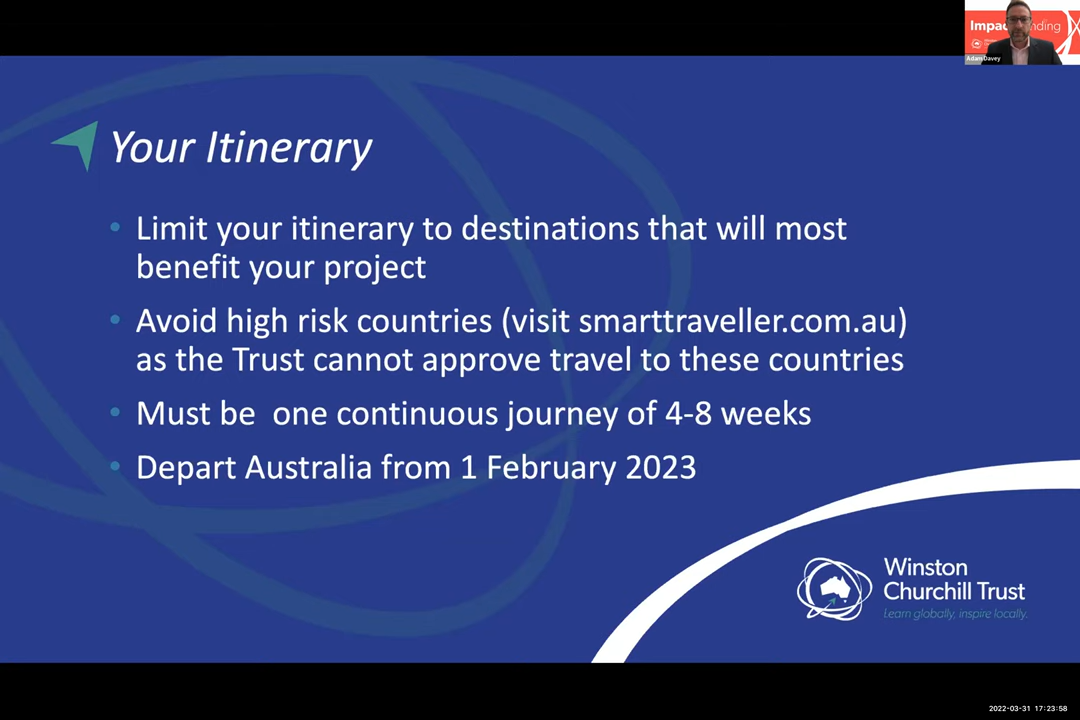 Your Itinerary
• Limit your itinerary to destinations that will most
benefit your project
• Avoid high risk countries (visit smarttraveller.com.au)
as the Trust cannot approve travel to these countries
• Must be  one continuous journey of 4-8 weeks
• Depart Australia from 1 February 2023
Winston
Churchill Trust
Learn globally, inspire locally.
Adam Davey
2022-03-31 17:23:58